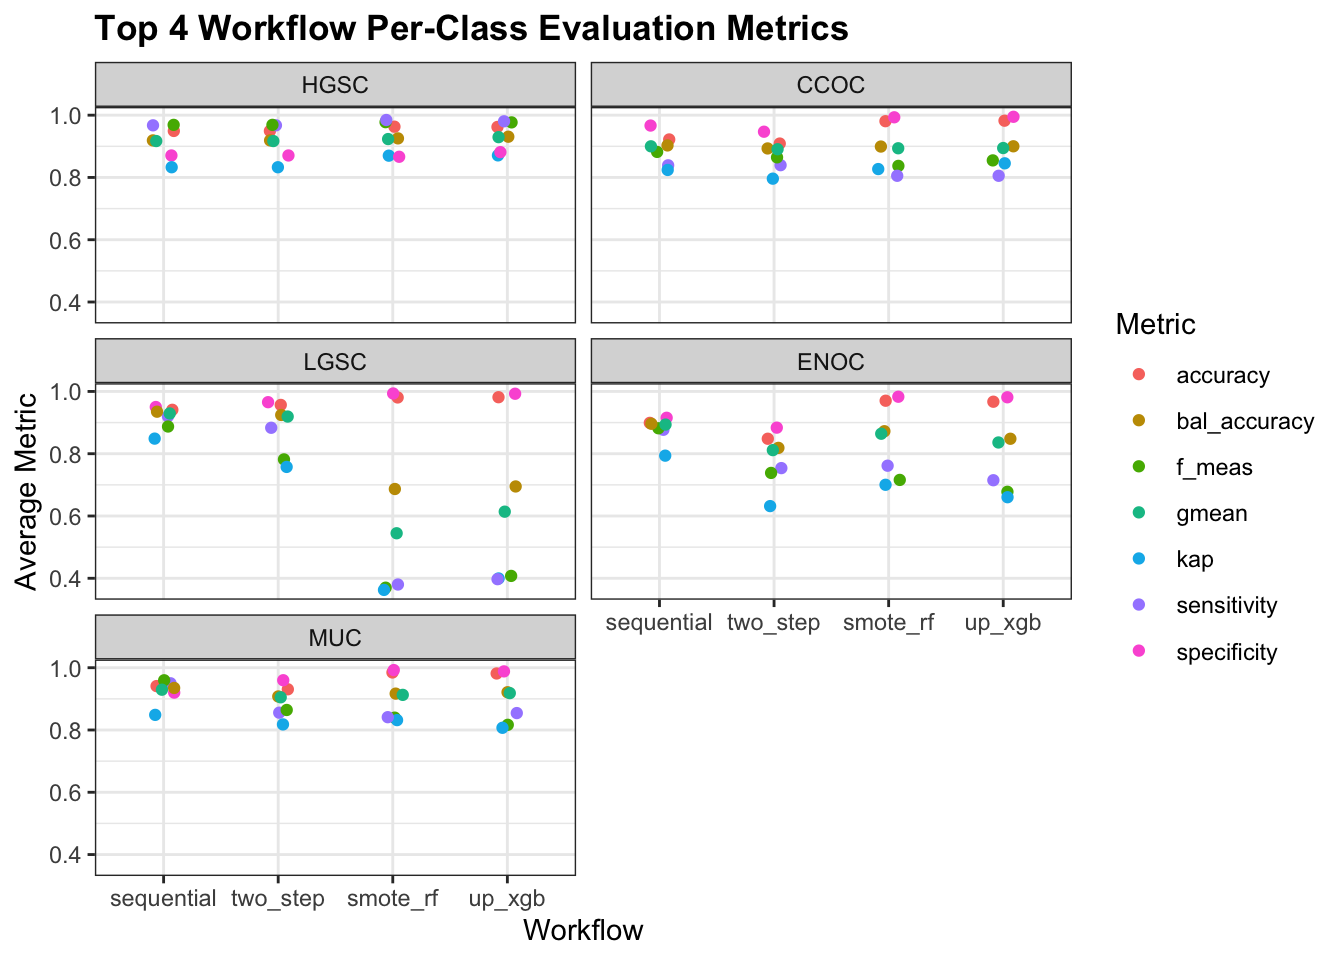 Top 4 Workflow Per-Class Evaluation Metrics
HGSC
CCOC
1.0
0.8
0.6
0.4
LGSC
ENOC
1.0
0.8
0.6
0.4
sequential two_step smote_rf up_xgb
MUC
1.0
0.8
0.6
0.4
sequential two_step smote_rf up_xgb
Workflow
Average Metric
Metric
accuracy
bal_accuracy
f_meas
gmean
kap
sensitivity
specificity